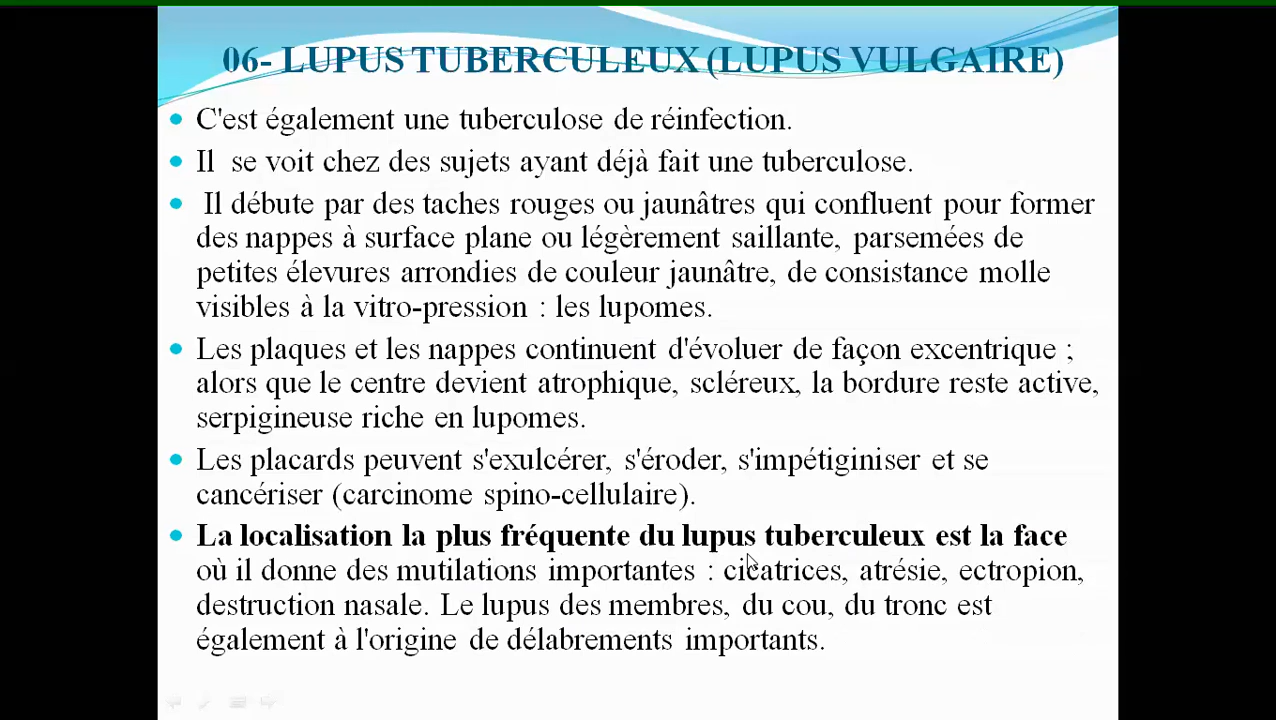 06- LUPUS TUBERCULEUX (LUPUS VULGAIRE)
C'est également une tuberculose de réinfection.
Il se voit chez des sujets ayant déjà fait une tuberculose.
Il débute par des taches rouges ou jaunâtres qui confluent pour former
des nappes à surface plane ou légèrement saillante, parsemées de
petites élevures arrondies de couleur jaunâtre, de consistance molle
visibles à la vitro-pression : les lupomes.
Les plaques et les nappes continuent d'évoluer de façon excentrique ;
alors que le centre devient atrophique, scléreux, la bordure reste active,
serpigineuse riche en lupomes.
Les placards peuvent s'exulcérer, s'éroder, s'impétiginiser et se
cancériser (carcinome spino-cellulaire).
La localisation la plus fréquente du lupus tuberculeux est la face
où il donne des mutilations importantes : cicatrices, atrésie, ectropion,
destruction nasale. Le lupus des membres, du cou, du tronc est
également à l'origine de délabrements importants.